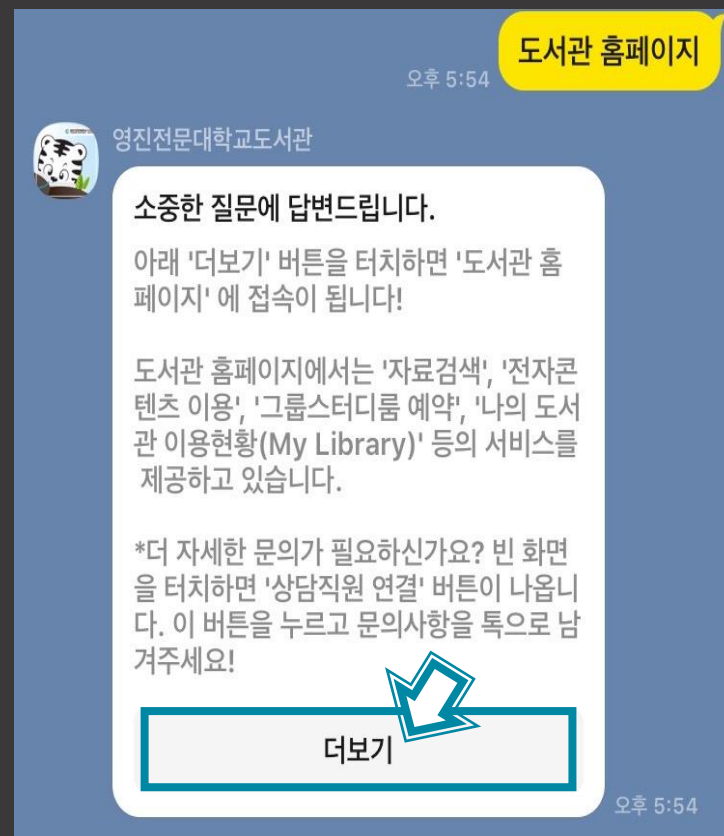 도서관 홈페이지
오후 5:54
영진전문대학교도서관
소중한 질문에 답변드립니다.
아래 '더보기' 버튼을 터치하면 '도서관 홈
페이지' 에 접속이 됩니다!
도서관 홈페이지에서는 '자료검색', '전자콘
텐츠 이용', '그룹스터디룸 예약', '나의 도서
관 이용현황(My Library)' 등의 서비스를
제공하고 있습니다.
*더 자세한 문의가 필요하신가요? 빈 화면
을 터치하면 '상담직원 연결' 버튼이 나옵니
다. 이 버튼을 누르고 문의사항을 톡으로 남
겨주세요!
더보기
오후 5:54